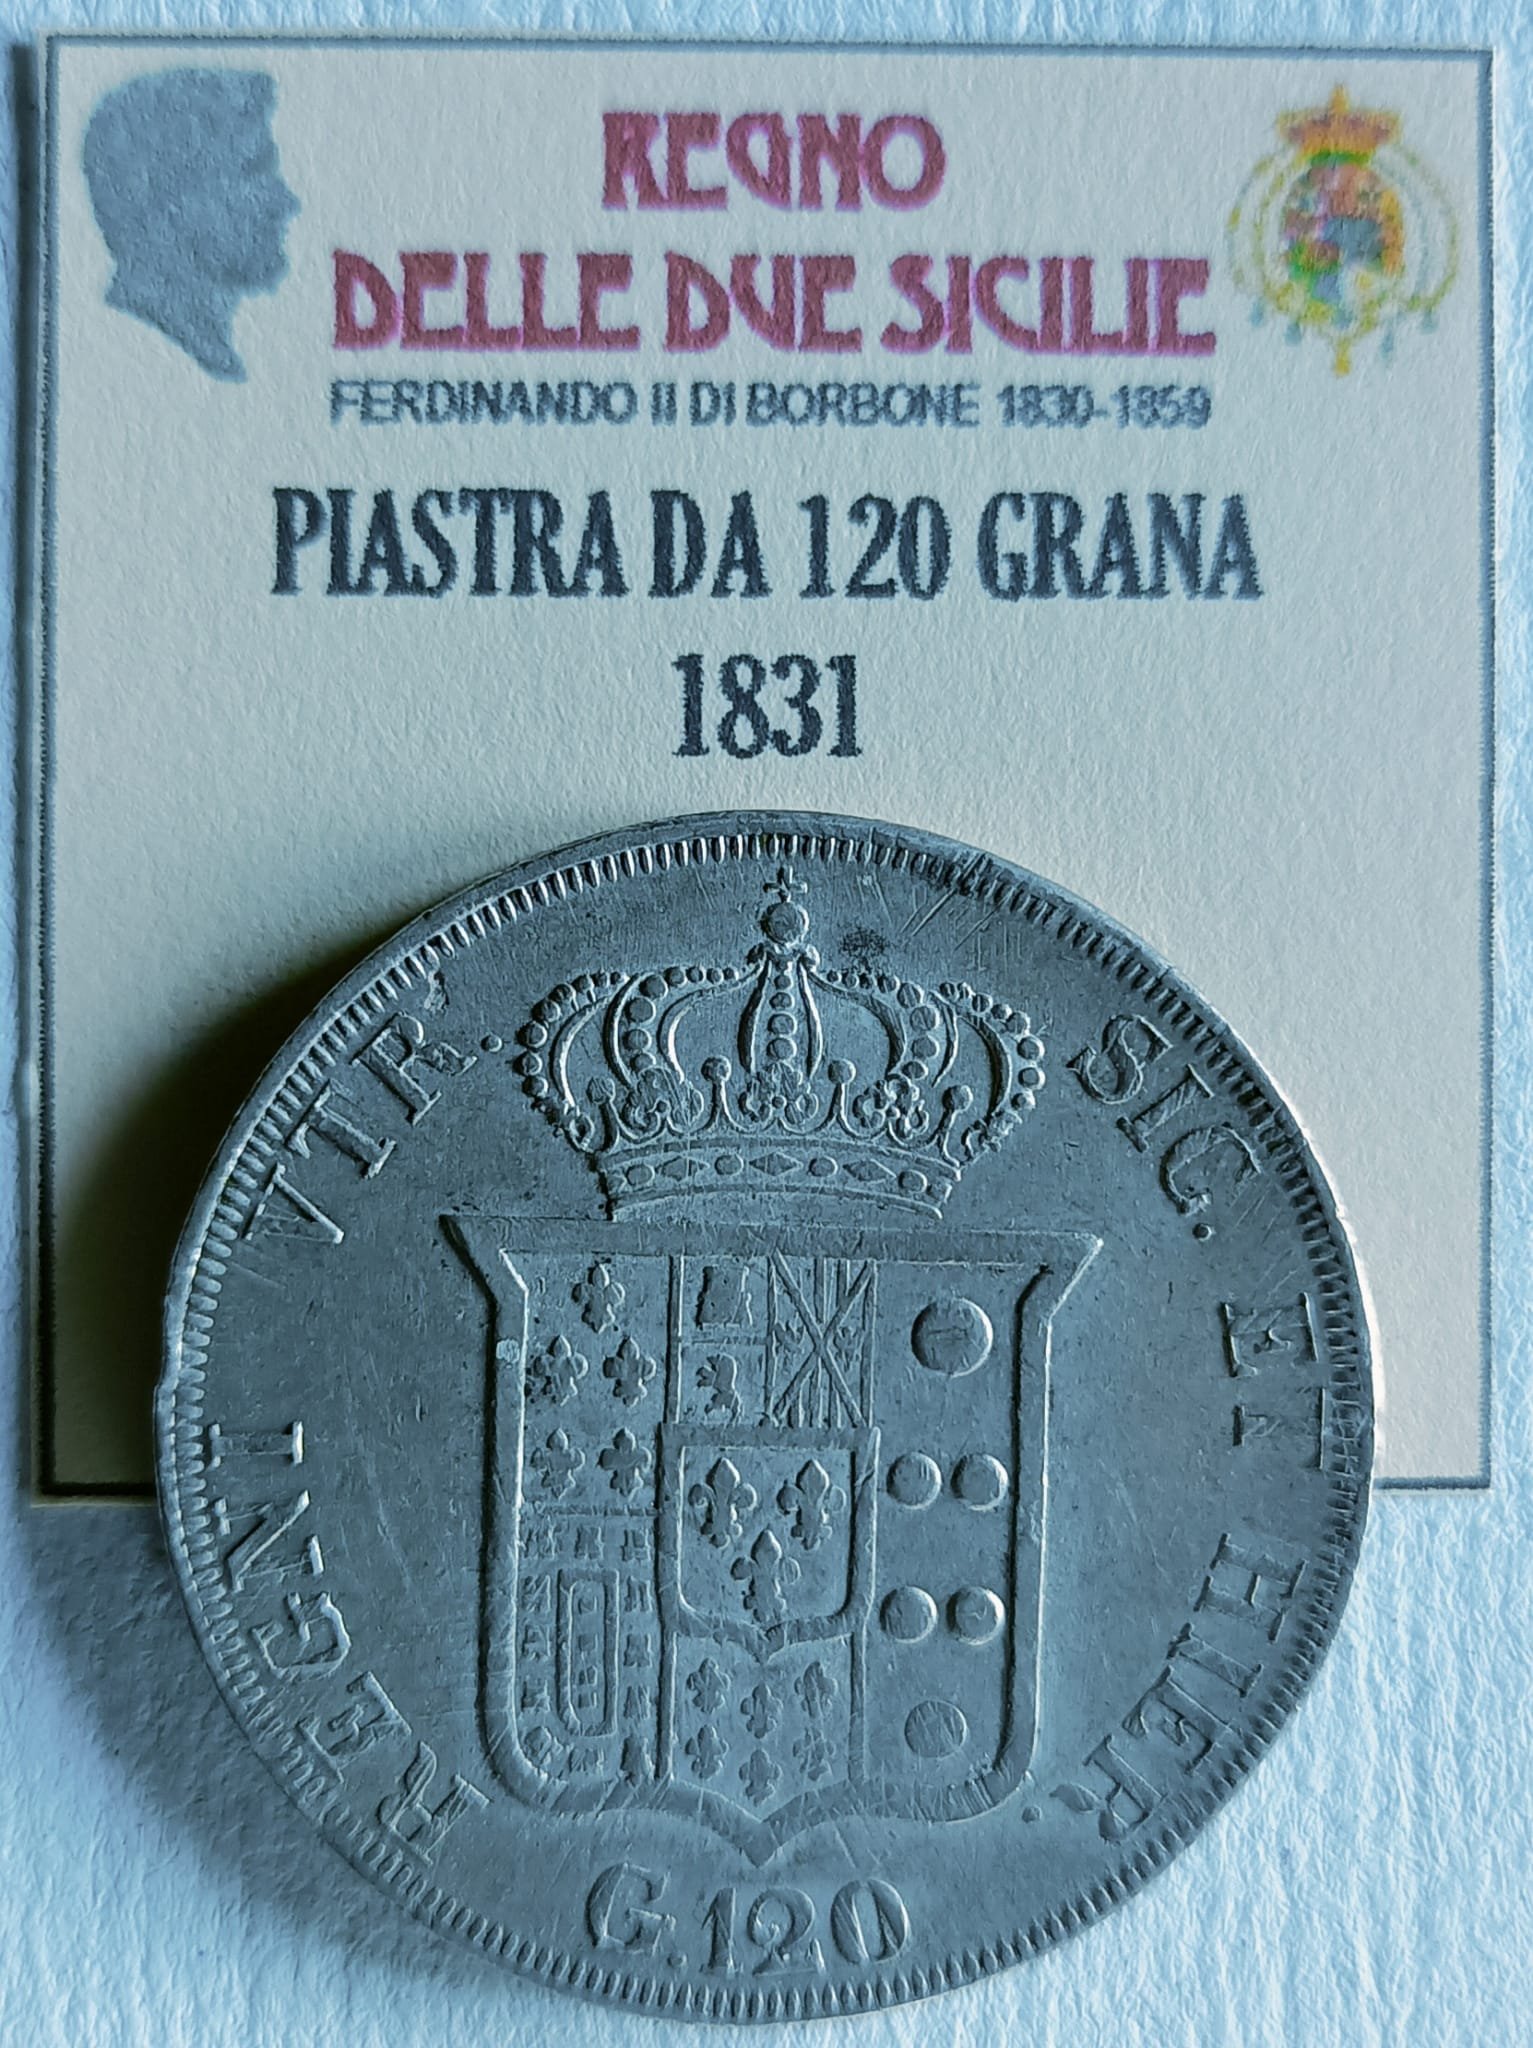 REGNO
DELLE DUE SICILIE
FERDINANDO II DI BORBONE 1830-1859
PIASTRA DA 120 GRANA
1831
REGNI VTR. SIC. ET HIER.
G.120